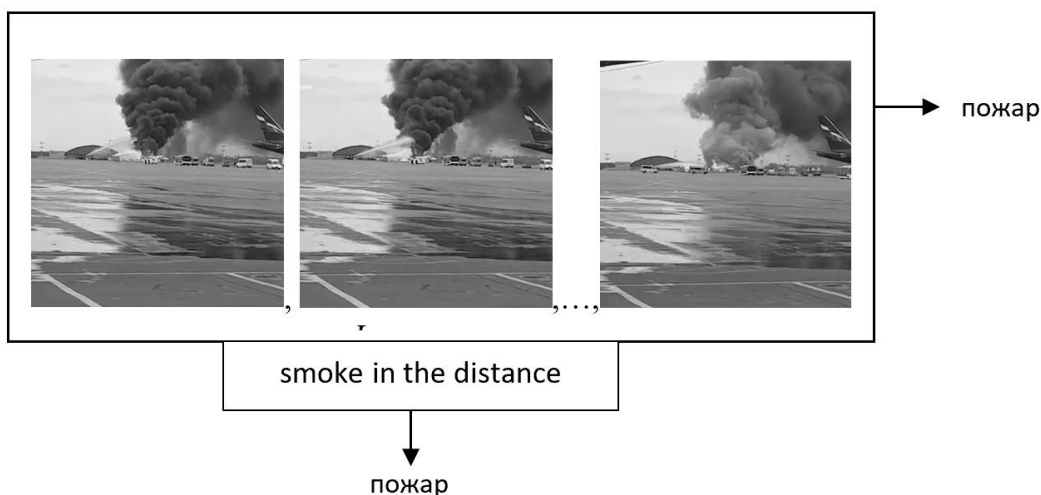 пожар
, ,…,
smoke in the distance
пожар